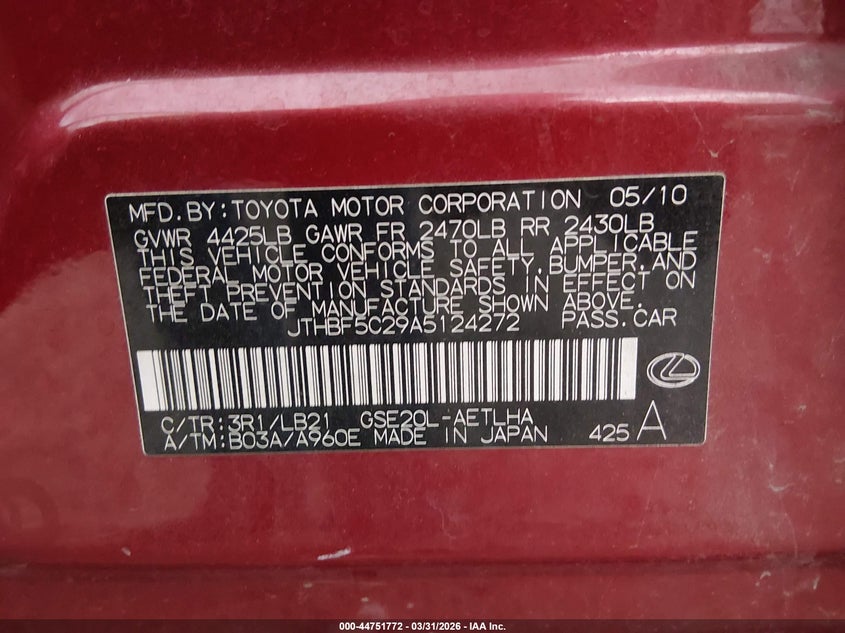 MFD.BY:TOYOTA MOTOR CORPORATION 05/10
GVWR 4425LB GAWR FR 2470LB RR 2430LB
THIS VEHICLE CONFORMS TO ALL APPLICABLE
FEDERAL MOTOR VEHICLE SAFETY,BUMPER,AND
THEFT PREVENTION STANDARDS IN EFFECT ON
THE DATE OF MANUFACTURE SHOWN ABOVE.
JTHBF5C29A5124272 PASS.CAR
C/TR:3R1/LB21 GSE20L-AETLHA
A/TM:B03A/A960E MADE IN JAPAN 425 A
000-44751772 — 03/31/2026 — IAA Inc.